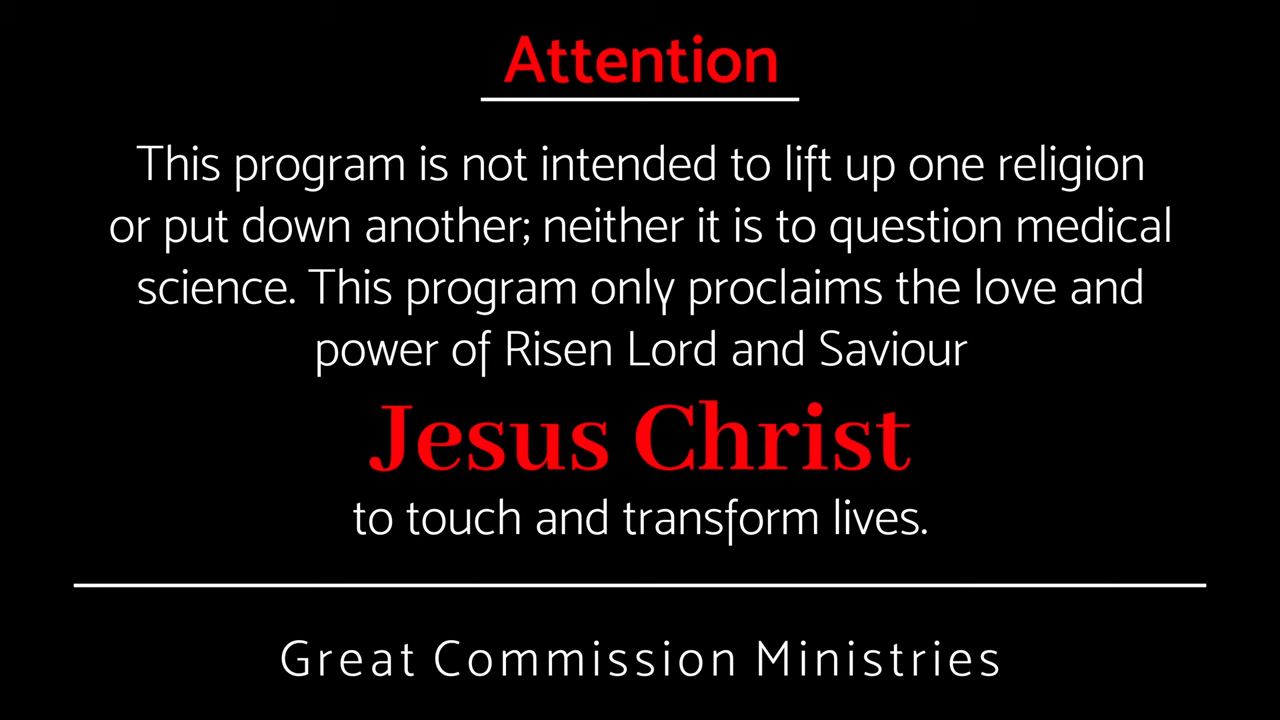 Attention
This program is not intended to lift up one religion
or put down another; neither it is to question medical
science. This program only proclaims the love and
power of Risen Lord and Saviour
Jesus Christ
to touch and transform lives.
Great Commission Ministries